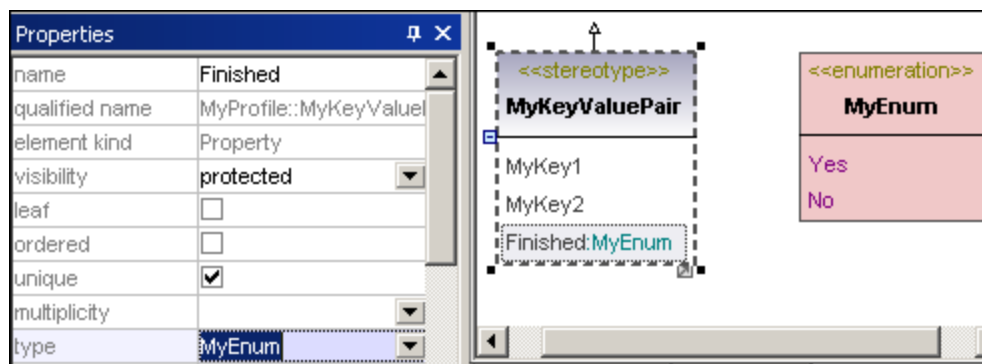 Properties
name Finished
qualified name MyProfile::MyKeyValue
element kind Property
visibility protected
leaf
ordered
unique
multiplicity
type MyEnum
<<stereotype>>
MyKeyValuePair
MyKey1
MyKey2
Finished:MyEnum
<<enumeration>>
MyEnum
Yes
No